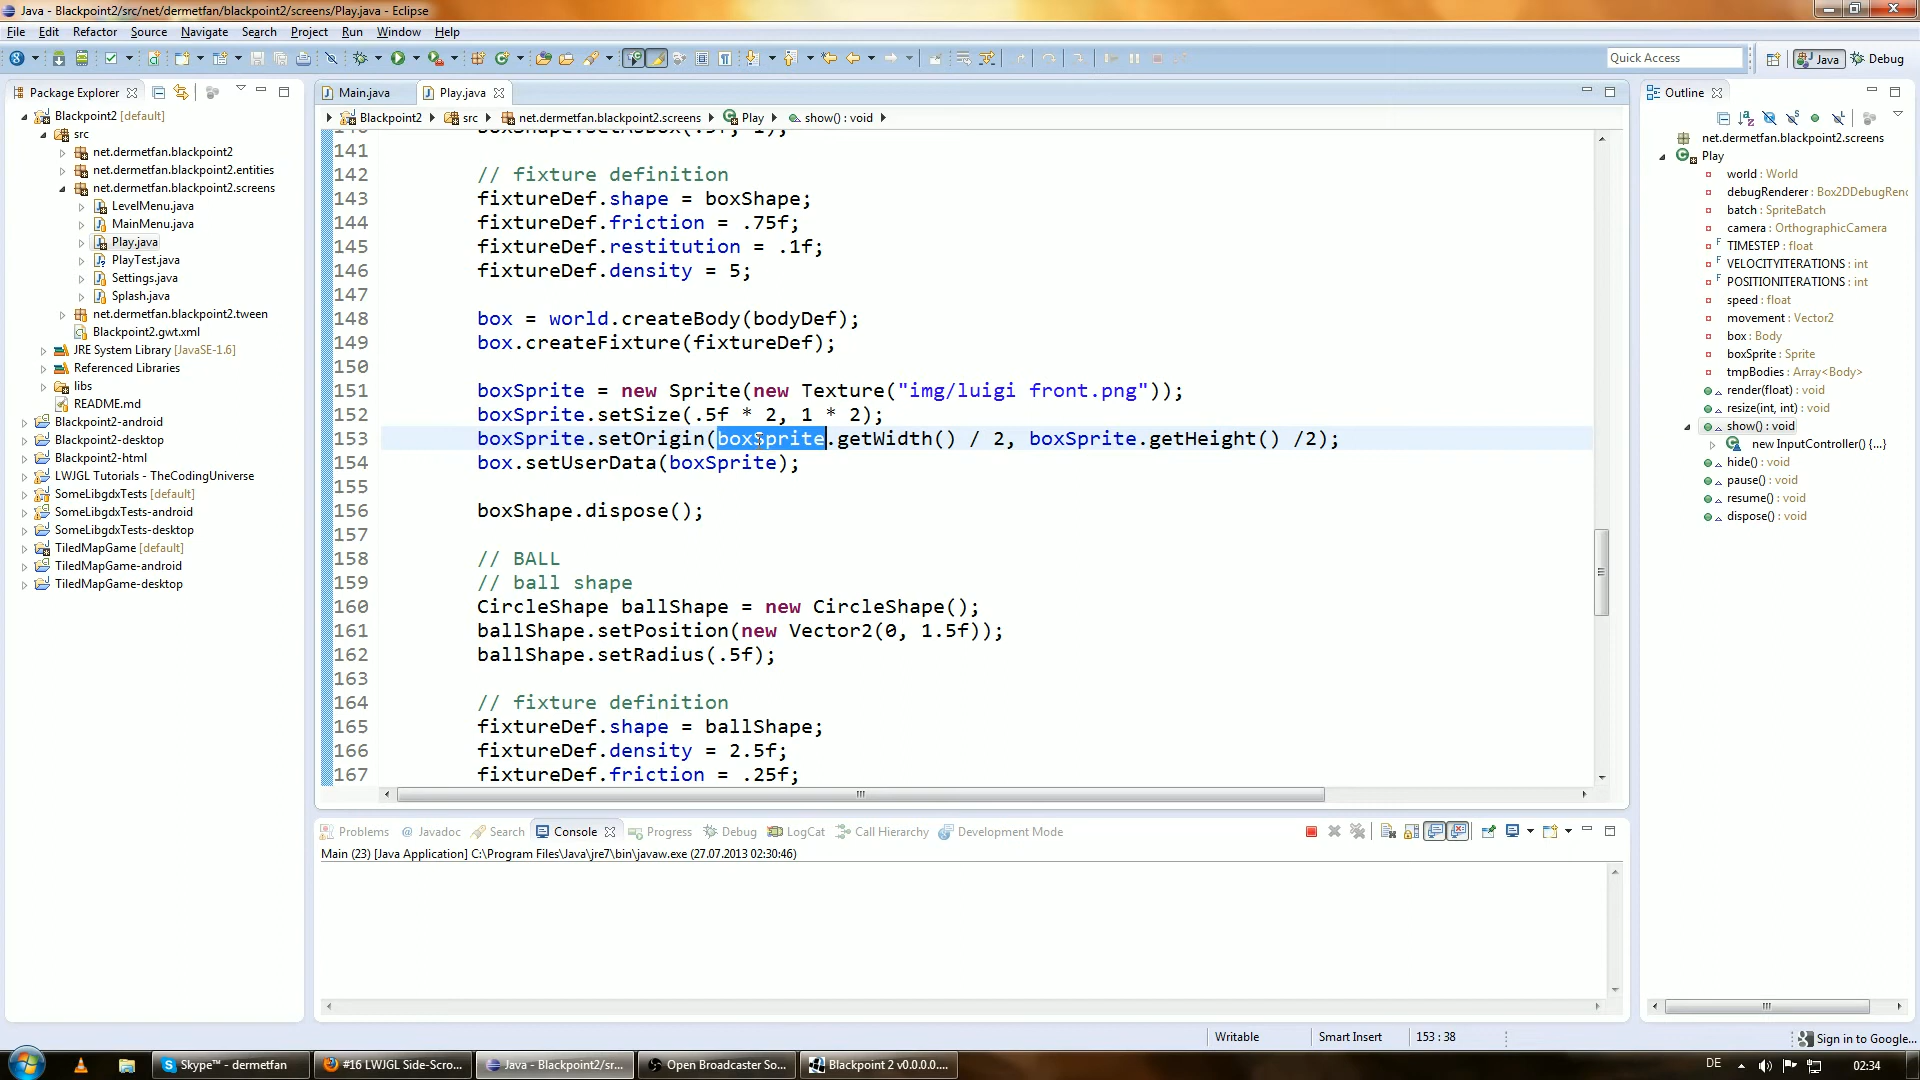 Java - Blackpoint2/src/net/dermetfan/blackpoint2/screens/Play.java - Eclipse
File Edit Refactor Source Navigate Search Project Run Window Help
Quick Access
Java
Debug
Package Explorer
Blackpoint2 [default]
src
net.dermetfan.blackpoint2
net.dermetfan.blackpoint2.entities
net.dermetfan.blackpoint2.screens
LevelMenu.java
MainMenu.java
Play.java
PlayTest.java
Settings.java
Splash.java
net.dermetfan.blackpoint2.tween
Blackpoint2.gwt.xml
JRE System Library [JavaSE-1.6]
Referenced Libraries
libs
README.md
Blackpoint2-android
Blackpoint2-desktop
Blackpoint2-html
LWJGL Tutorials - TheCodingUniverse
SomeLibgdxTests [default]
SomeLibgdxTests-android
SomeLibgdxTests-desktop
TiledMapGame [default]
TiledMapGame-android
TiledMapGame-desktop
Main.java
Play.java
Blackpoint2 src net.dermetfan.blackpoint2.screens Play show() : void
141
142 // fixture definition
143 fixtureDef.shape = boxShape;
144 fixtureDef.friction = .75f;
145 fixtureDef.restitution = .1f;
146 fixtureDef.density = 5;
147
148 box = world.createBody(bodyDef);
149 box.createFixture(fixtureDef);
150
151 boxSprite = new Sprite(new Texture("img/luigi front.png"));
152 boxSprite.setSize(.5f * 2, 1 * 2);
153 boxSprite.setOrigin(boxSprite.getWidth() / 2, boxSprite.getHeight() /2);
154 box.setUserData(boxSprite);
155
156 boxShape.dispose();
157
158 // BALL
159 // ball shape
160 CircleShape ballShape = new CircleShape();
161 ballShape.setPosition(new Vector2(0, 1.5f));
162 ballShape.setRadius(.5f);
163
164 // fixture definition
165 fixtureDef.shape = ballShape;
166 fixtureDef.density = 2.5f;
167 fixtureDef.friction = .25f;
Problems @ Javadoc Search Console Progress Debug LogCat Call Hierarchy Development Mode
Main (23) [Java Application] C:\Program Files\Java\jre7\bin\javaw.exe (27.07.2013 02:30:46)
Outline
net.dermetfan.blackpoint2.screens
Play
world : World
debugRenderer : Box2DDebugRen
batch : SpriteBatch
camera : OrthographicCamera
TIMESTEP : float
VELOCITYITERATIONS : int
POSITIONITERATIONS : int
speed : float
movement : Vector2
box : Body
boxSprite : Sprite
tmpBodies : Array<Body>
render(float) : void
resize(int, int) : void
show() : void
new InputController() {...}
hide() : void
pause() : void
resume() : void
dispose() : void
Writable
Smart Insert
153 : 38
Sign in to Google...
Skype™ - dermetfan
#16 LWJGL Side-Scro...
Java - Blackpoint2/sr...
Open Broadcaster So...
Blackpoint 2 v0.0.0.0....
DE
02:34